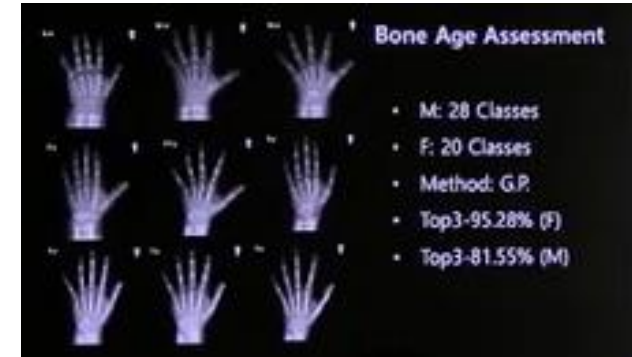 Bone Age Assessment
• M: 28 Classes
• F: 20 Classes
• Method: G.P.
• Top3-95.28% (F)
• Top3-81.55% (M)